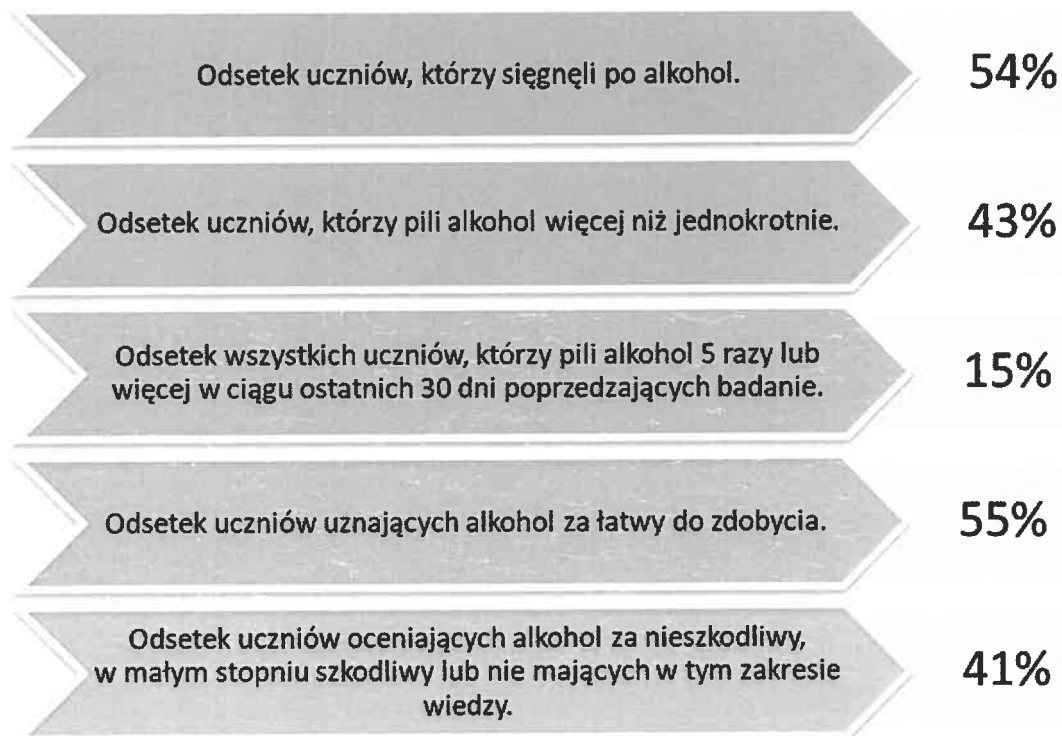 Odsetek uczniów, którzy sięgnęli po alkohol.
54%
Odsetek uczniów, którzy pili alkohol więcej niż jednokrotnie.
43%
Odsetek wszystkich uczniów, którzy pili alkohol 5 razy lub
więcej w ciągu ostatnich 30 dni poprzedzających badanie.
15%
Odsetek uczniów uznających alkohol za łatwy do zdobycia.
55%
Odsetek uczniów oceniających alkohol za nieszkodliwy,
w małym stopniu szkodliwy lub nie mających w tym zakresie
wiedzy.
41%